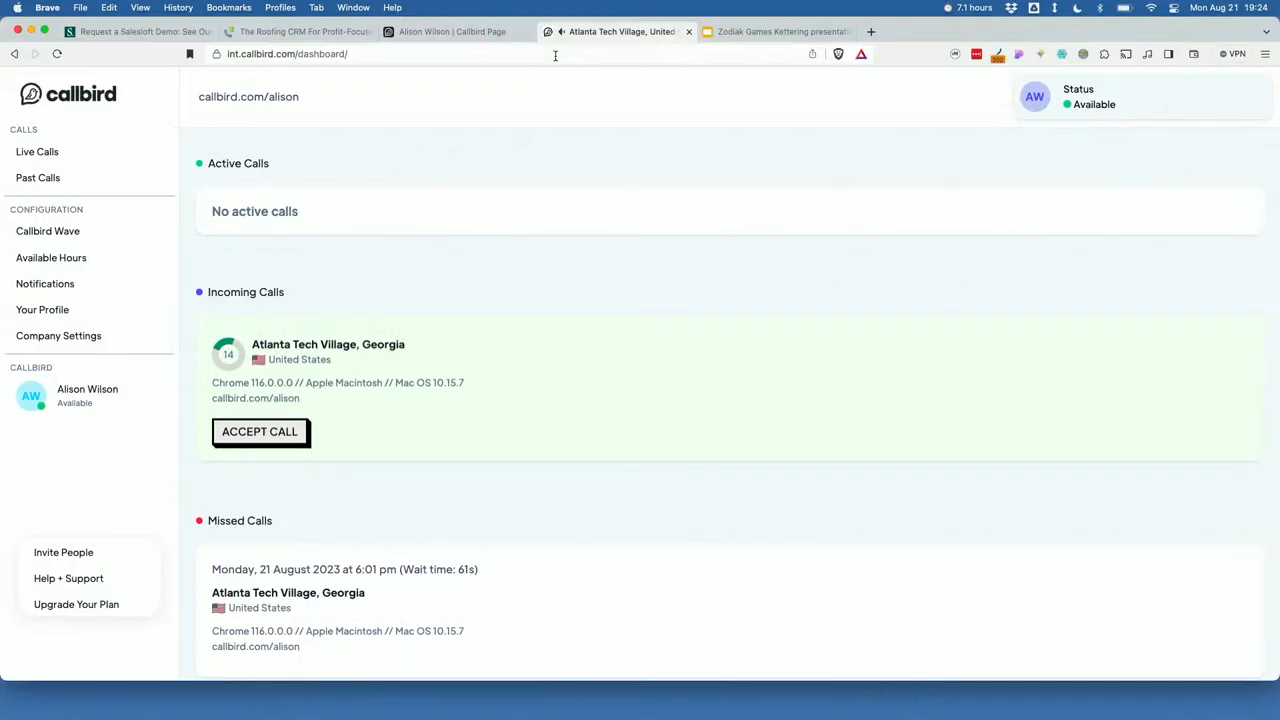 Brave File Edit View History Bookmarks Profiles Tab Window Help 7.1 hours Mon Aug 21 19:24
Request a Salesloft Demo: See Ou
The Roofing CRM For Profit-Focuse
Alison Wilson | Callbird Page
Atlanta Tech Village, United
Zodiak Games Kettering presentati
int.callbird.com/dashboard/
VPN
callbird
callbird.com/alison
AW
Status
Available
CALLS
Live Calls
Past Calls
CONFIGURATION
Callbird Wave
Available Hours
Notifications
Your Profile
Company Settings
CALLBIRD
AW
Alison Wilson
Available
Invite People
Help + Support
Upgrade Your Plan
Active Calls
No active calls
Incoming Calls
14
Atlanta Tech Village, Georgia
United States
Chrome 116.0.0.0 // Apple Macintosh // Mac OS 10.15.7
callbird.com/alison
ACCEPT CALL
Missed Calls
Monday, 21 August 2023 at 6:01 pm (Wait time: 61s)
Atlanta Tech Village, Georgia
United States
Chrome 116.0.0.0 // Apple Macintosh // Mac OS 10.15.7
callbird.com/alison